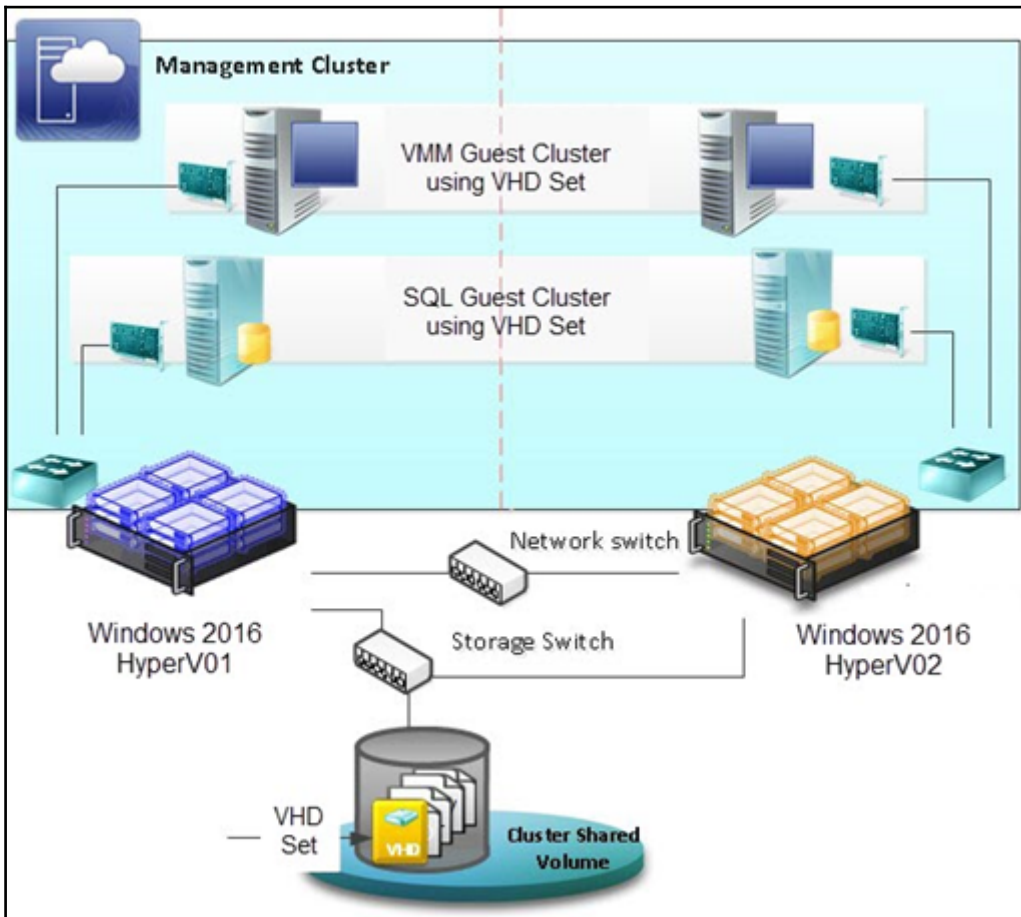 Management Cluster
VMM Guest Cluster
using VHD Set
SQL Guest Cluster
using VHD Set
Network switch
Windows 2016
HyperV01
Storage Switch
Windows 2016
HyperV02
VHD
Set
VHD
Cluster Shared
Volume